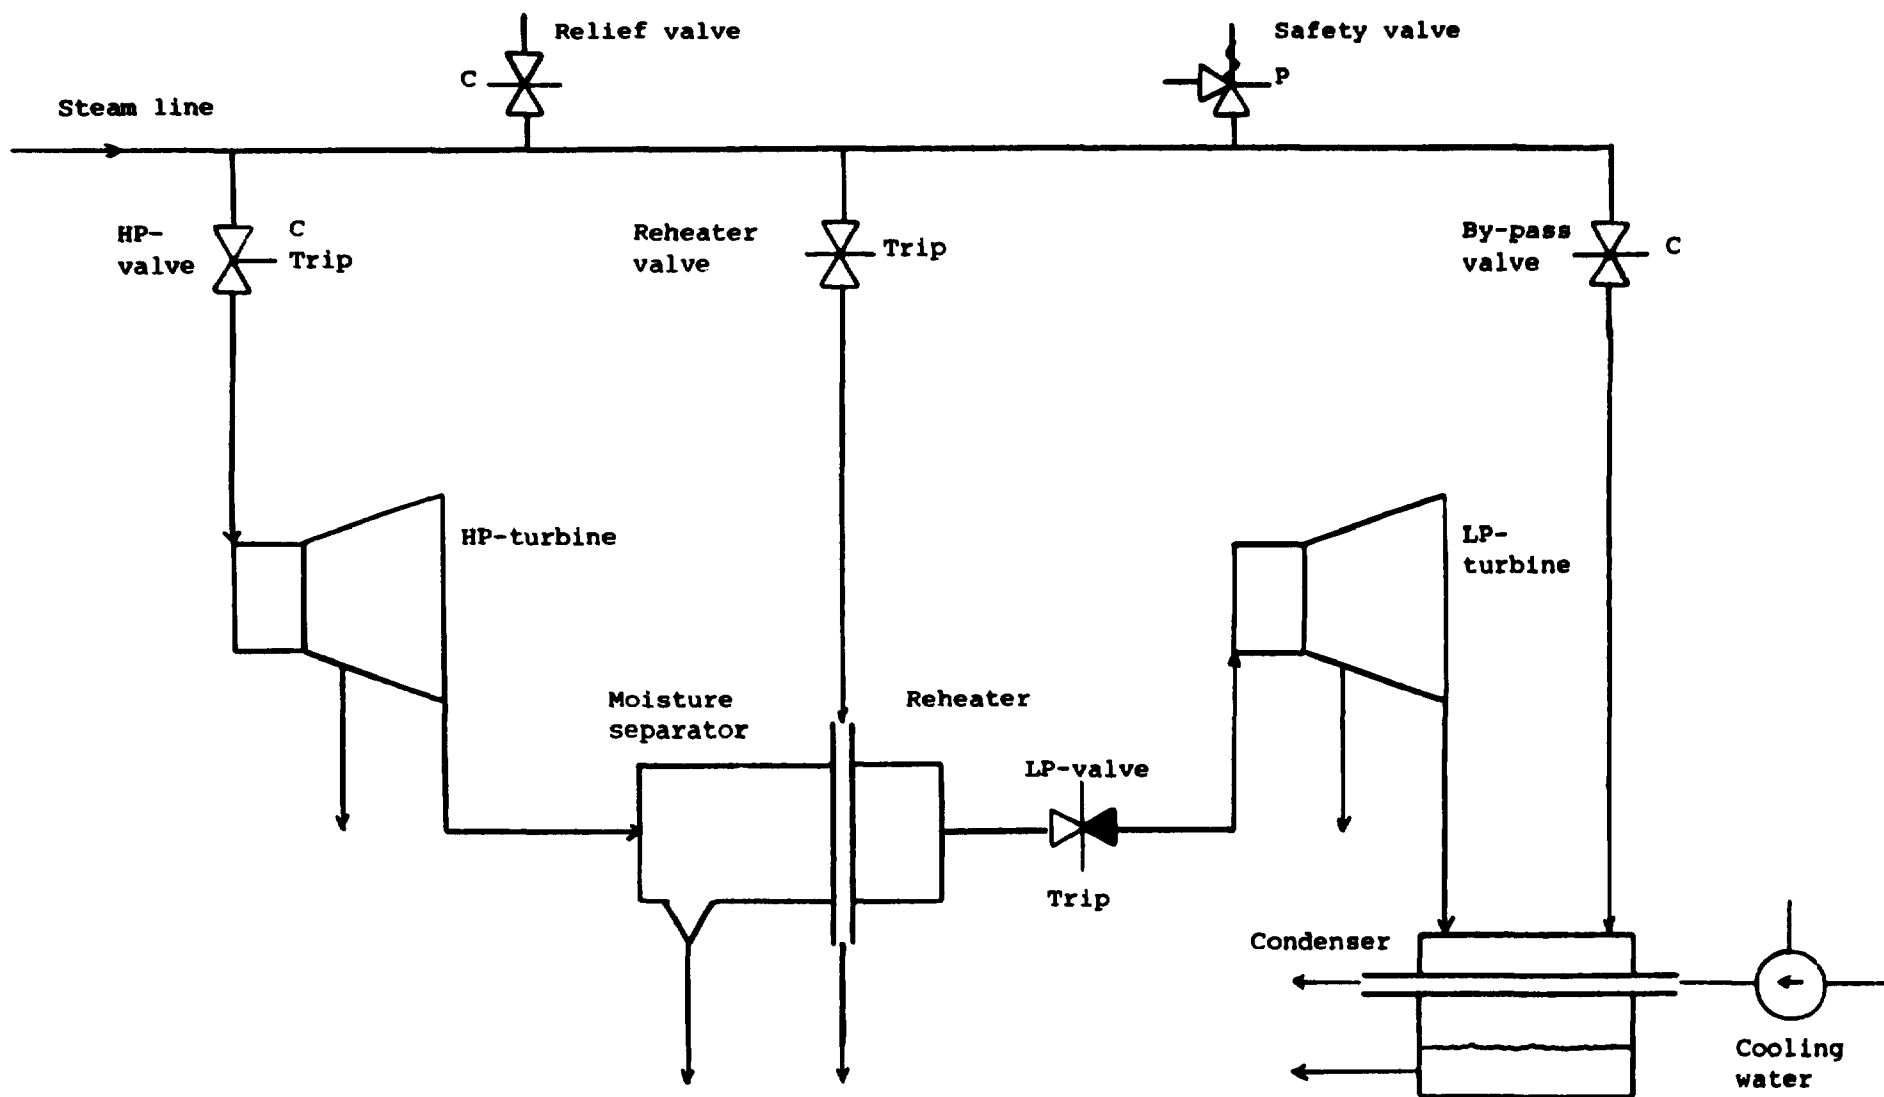 Relief valve
Safety valve
C
P
Steam line
HP-
valve
C
Trip
Reheater
valve
Trip
By-pass
valve
C
HP-turbine
LP-
turbine
Moisture
separator
Reheater
LP-valve
Trip
Condenser
Cooling
water